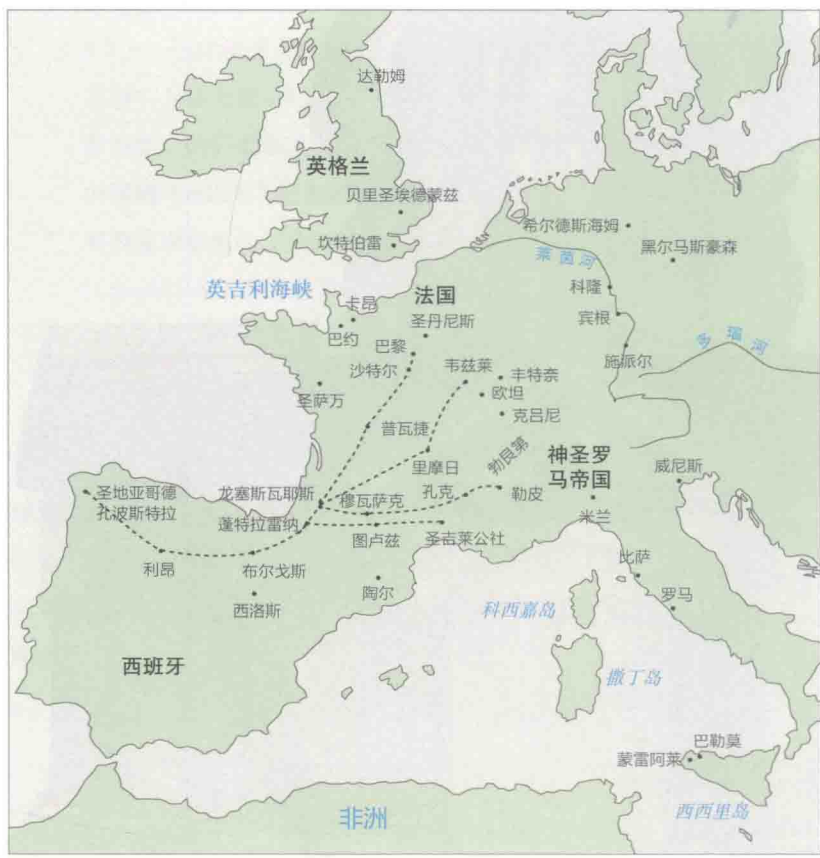 达勒姆
英格兰
贝里圣埃德蒙兹
坎特伯雷
希尔德斯海姆
黑尔马斯豪森
莱茵河
英吉利海峡
法国
科隆
卡昂
圣丹尼斯
宾根
巴约
巴黎
施派尔
多瑙河
沙特尔
韦兹莱
丰特奈
欧坦
圣萨万
克吕尼
普瓦捷
里摩日
勃艮第
神圣罗
马帝国
威尼斯
圣地亚哥德
孔波斯特拉
龙塞斯瓦耶斯
穆瓦萨克
孔克
勒皮
蓬特拉雷纳
米兰
图卢兹
圣吉莱公社
利昂
布尔戈斯
比萨
西洛斯
陶尔
罗马
科西嘉岛
西班牙
撒丁岛
巴勒莫
蒙雷阿莱
西西里岛
非洲